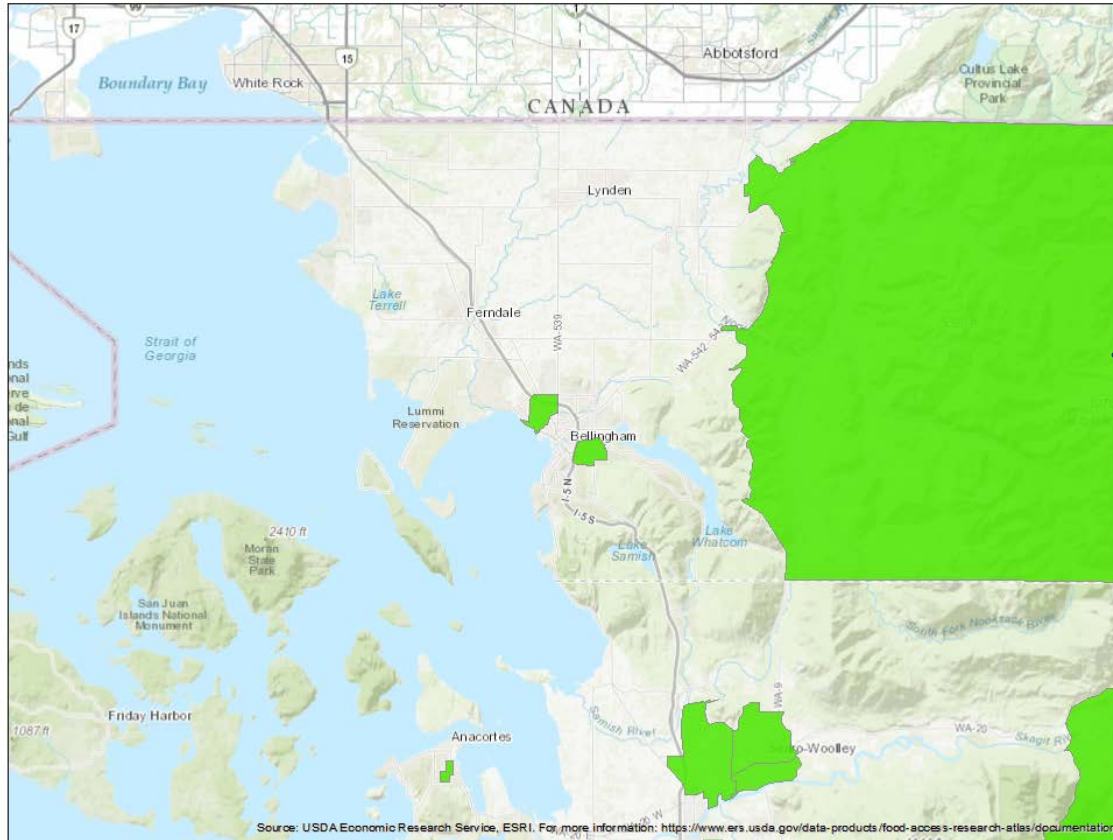 99
1
17
15
Abbotsford
Boundary Bay
White Rock
Cultus Lake
Provincial
Park
CANADA
Lynden
Lake
Terrell
Ferndale
WA-539
WA-542
Strait of
Georgia
Lummi
Reservation
Bellingham
I-5 N
I-5 S
2410 ft
Moran
State
Park
Lake
Samish
Lake
Whatcom
San Juan
Islands National
Monument
South Fork Nooksack River
WA-9
Friday Harbor
1087 ft
Anacortes
Samish River
WA-20
Skagit
Source: USDA Economic Research Service, ESRI. For more information: https://www.ers.usda.gov/data-products/food-access-research-atlas/documentation